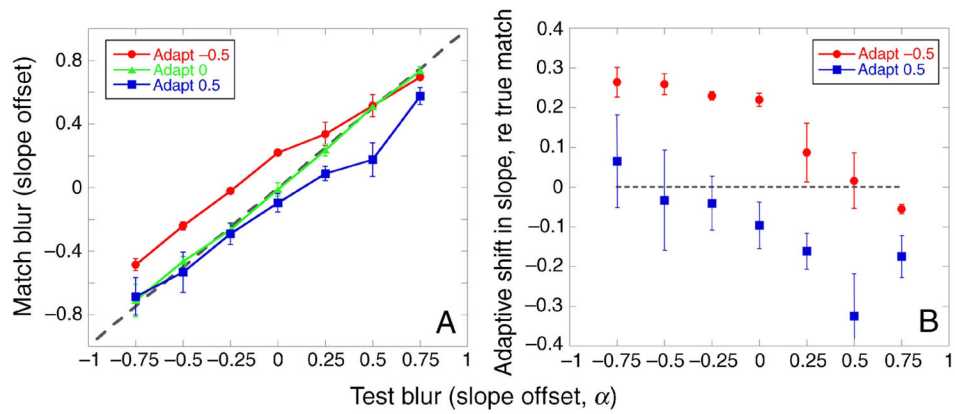 Match blur (slope offset)
0.8
0.4
0
−0.4
−0.8
Adapt −0.5
Adapt 0
Adapt 0.5
A
−1 −0.75 −0.5 −0.25 0 0.25 0.5 0.75 1
Adaptive shift in slope, re true match
0.4
0.3
0.2
0.1
0
−0.1
−0.2
−0.3
−0.4
Adapt −0.5
Adapt 0.5
B
−1 −0.75 −0.5 −0.25 0 0.25 0.5 0.75 1
Test blur (slope offset, α)